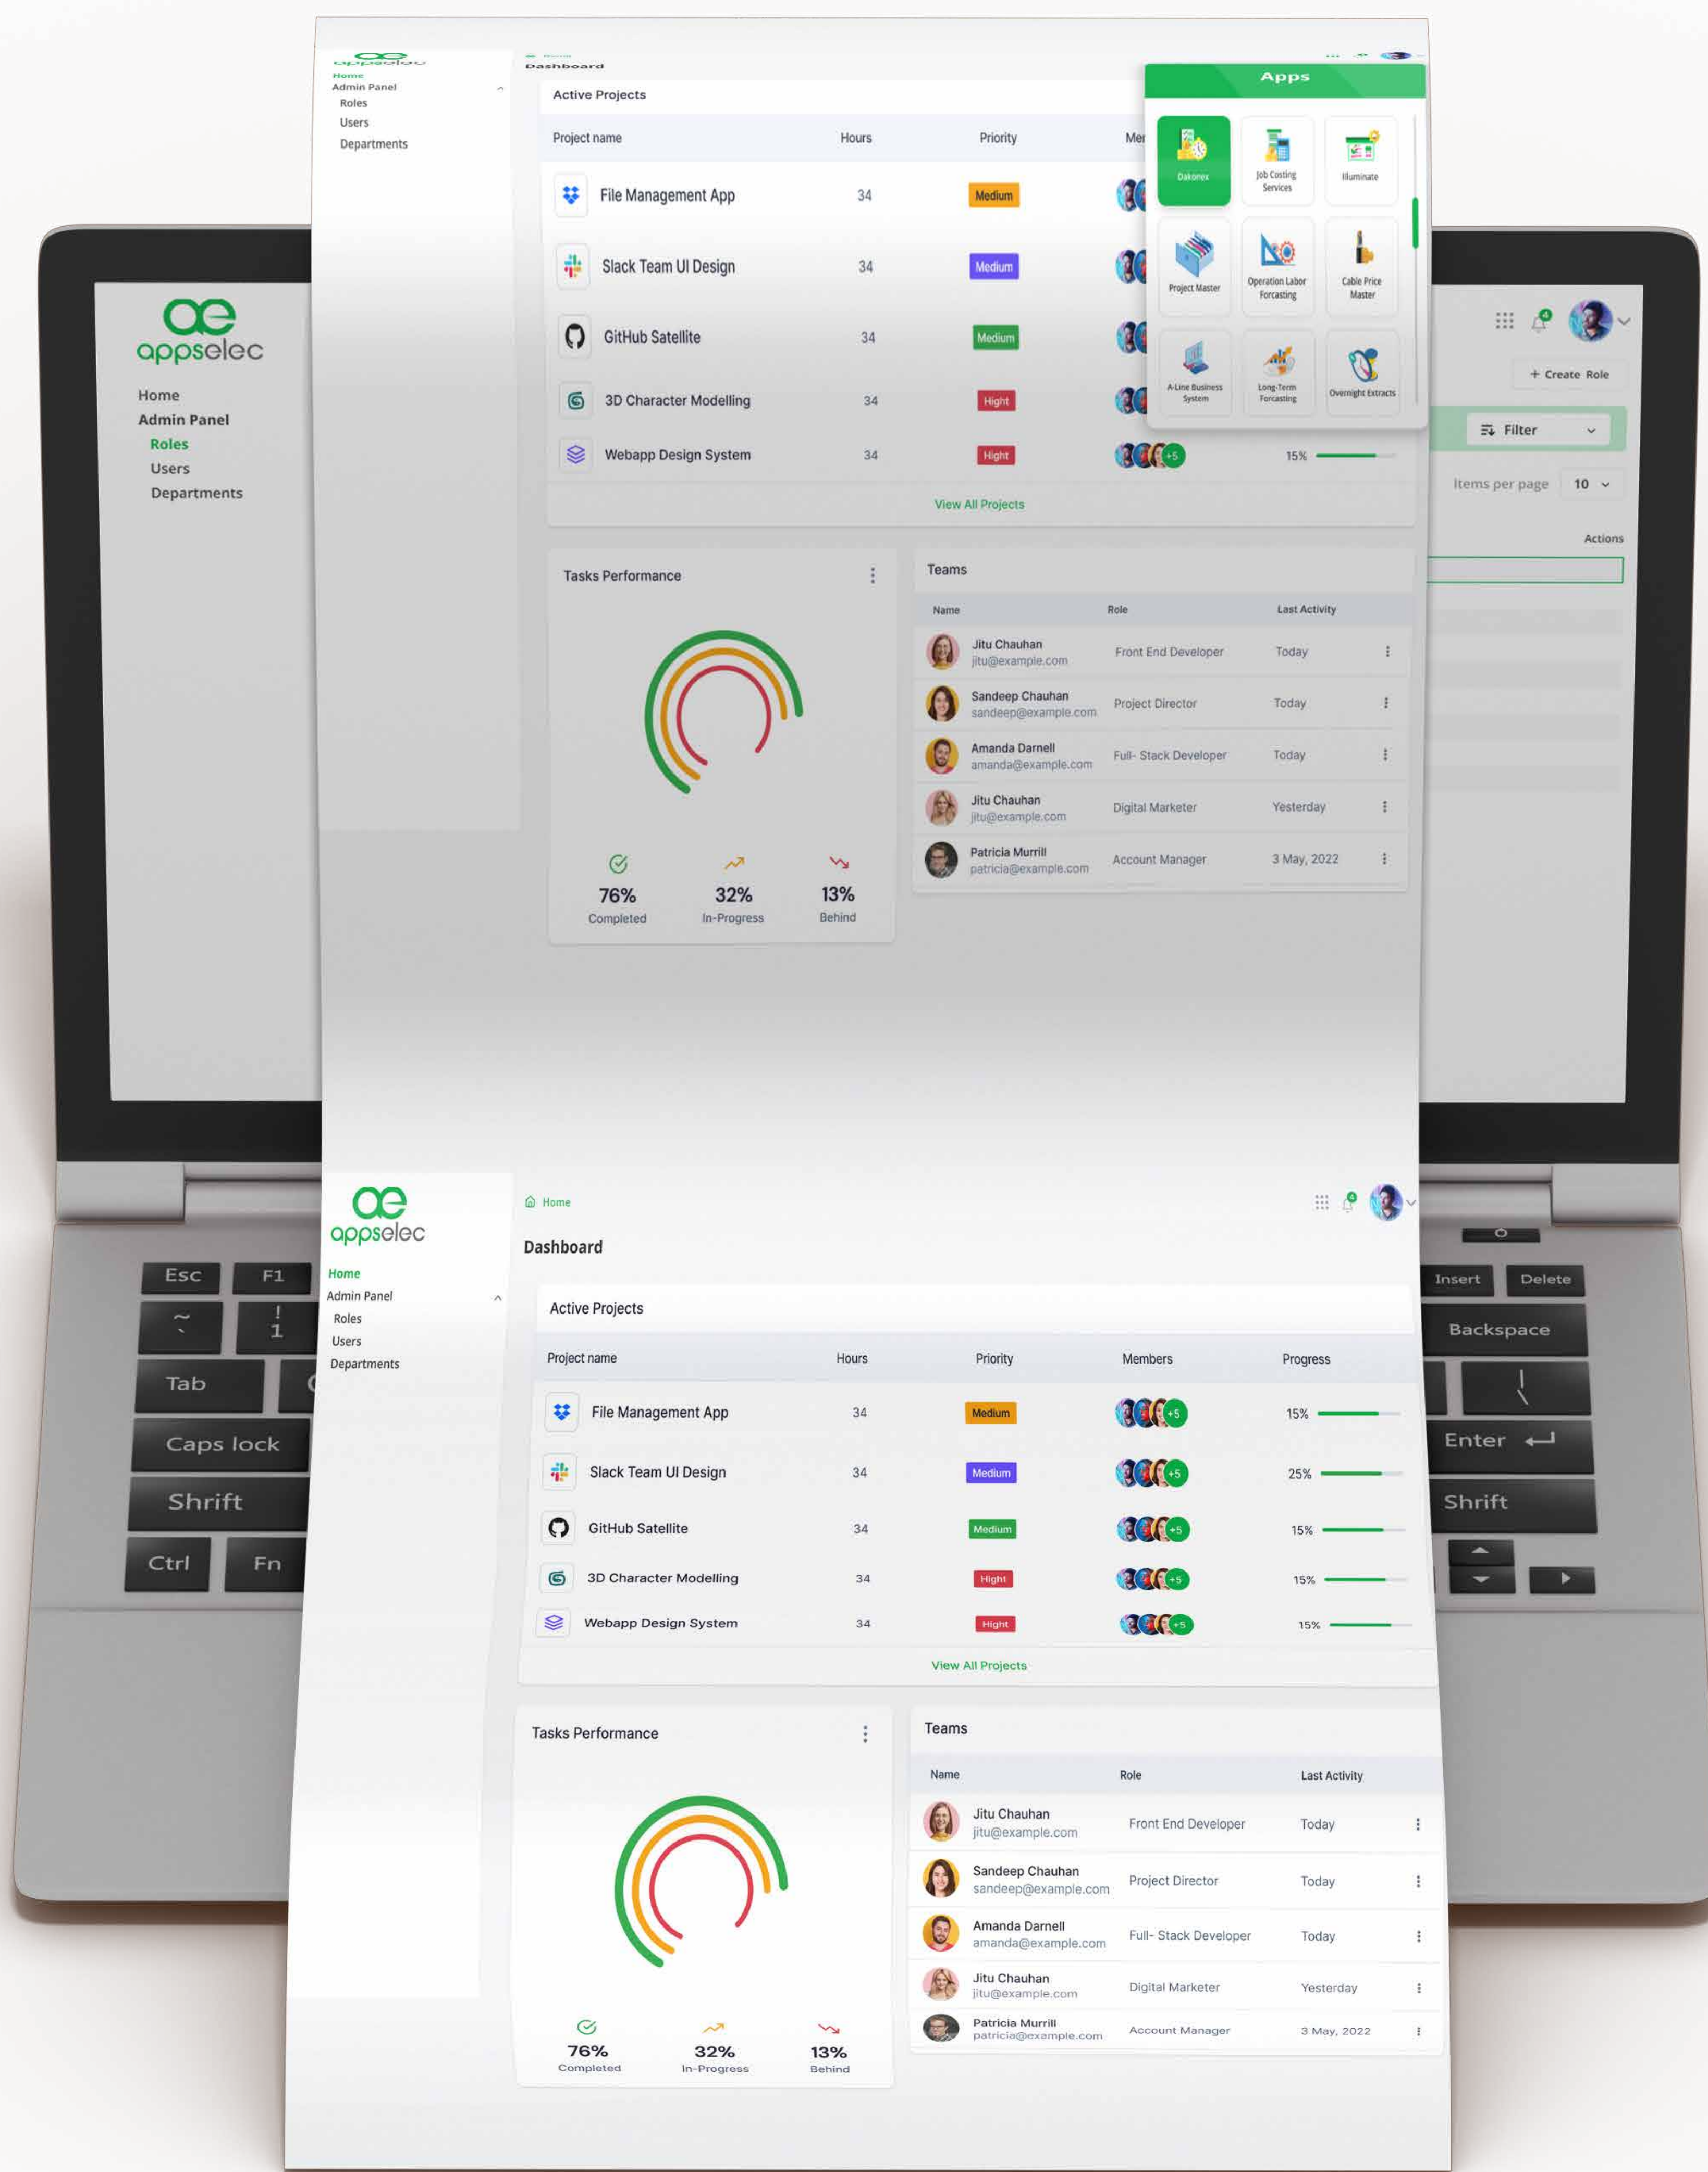 appselec
Home
Admin Panel
Roles
Users
Departments
Home
Dashboard
Active Projects
Project name Hours Priority
File Management App 34 Medium
Slack Team UI Design 34 Medium
GitHub Satellite 34 Medium
3D Character Modelling 34 Hight
Webapp Design System 34 Hight +5 15%
View All Projects
Apps
Dakonex
Job Costing
Services
Illuminate
Project Master
Operation Labor
Forcasting
Cable Price
Master
A-Line Business
System
Long-Term
Forcasting
Overnight Extracts
Tasks Performance
76% 32% 13%
Completed In-Progress Behind
Teams
Name Role Last Activity
Jitu Chauhan
jitu@example.com
Front End Developer Today
Sandeep Chauhan
sandeep@example.com
Project Director Today
Amanda Darnell
amanda@example.com
Full- Stack Developer Today
Jitu Chauhan
jitu@example.com
Digital Marketer Yesterday
Patricia Murrill
patricia@example.com
Account Manager 3 May, 2022
appselec
Home
Admin Panel
Roles
Users
Departments
4
+ Create Role
Filter
Items per page 10
Actions
appselec
Home
Admin Panel
Roles
Users
Departments
Home
4
Dashboard
Active Projects
Project name Hours Priority Members Progress
File Management App 34 Medium +5 15%
Slack Team UI Design 34 Medium +5 25%
GitHub Satellite 34 Medium +5 15%
3D Character Modelling 34 Hight +5 15%
Webapp Design System 34 Hight +5 15%
View All Projects
Tasks Performance
76% 32% 13%
Completed In-Progress Behind
Teams
Name Role Last Activity
Jitu Chauhan
jitu@example.com
Front End Developer Today
Sandeep Chauhan
sandeep@example.com
Project Director Today
Amanda Darnell
amanda@example.com
Full- Stack Developer Today
Jitu Chauhan
jitu@example.com
Digital Marketer Yesterday
Patricia Murrill
patricia@example.com
Account Manager 3 May, 2022
Esc F1
~ !
` 1
Tab
Caps lock
Shrift
Ctrl Fn
Insert Delete
Backspace
|
\
Enter
Shrift